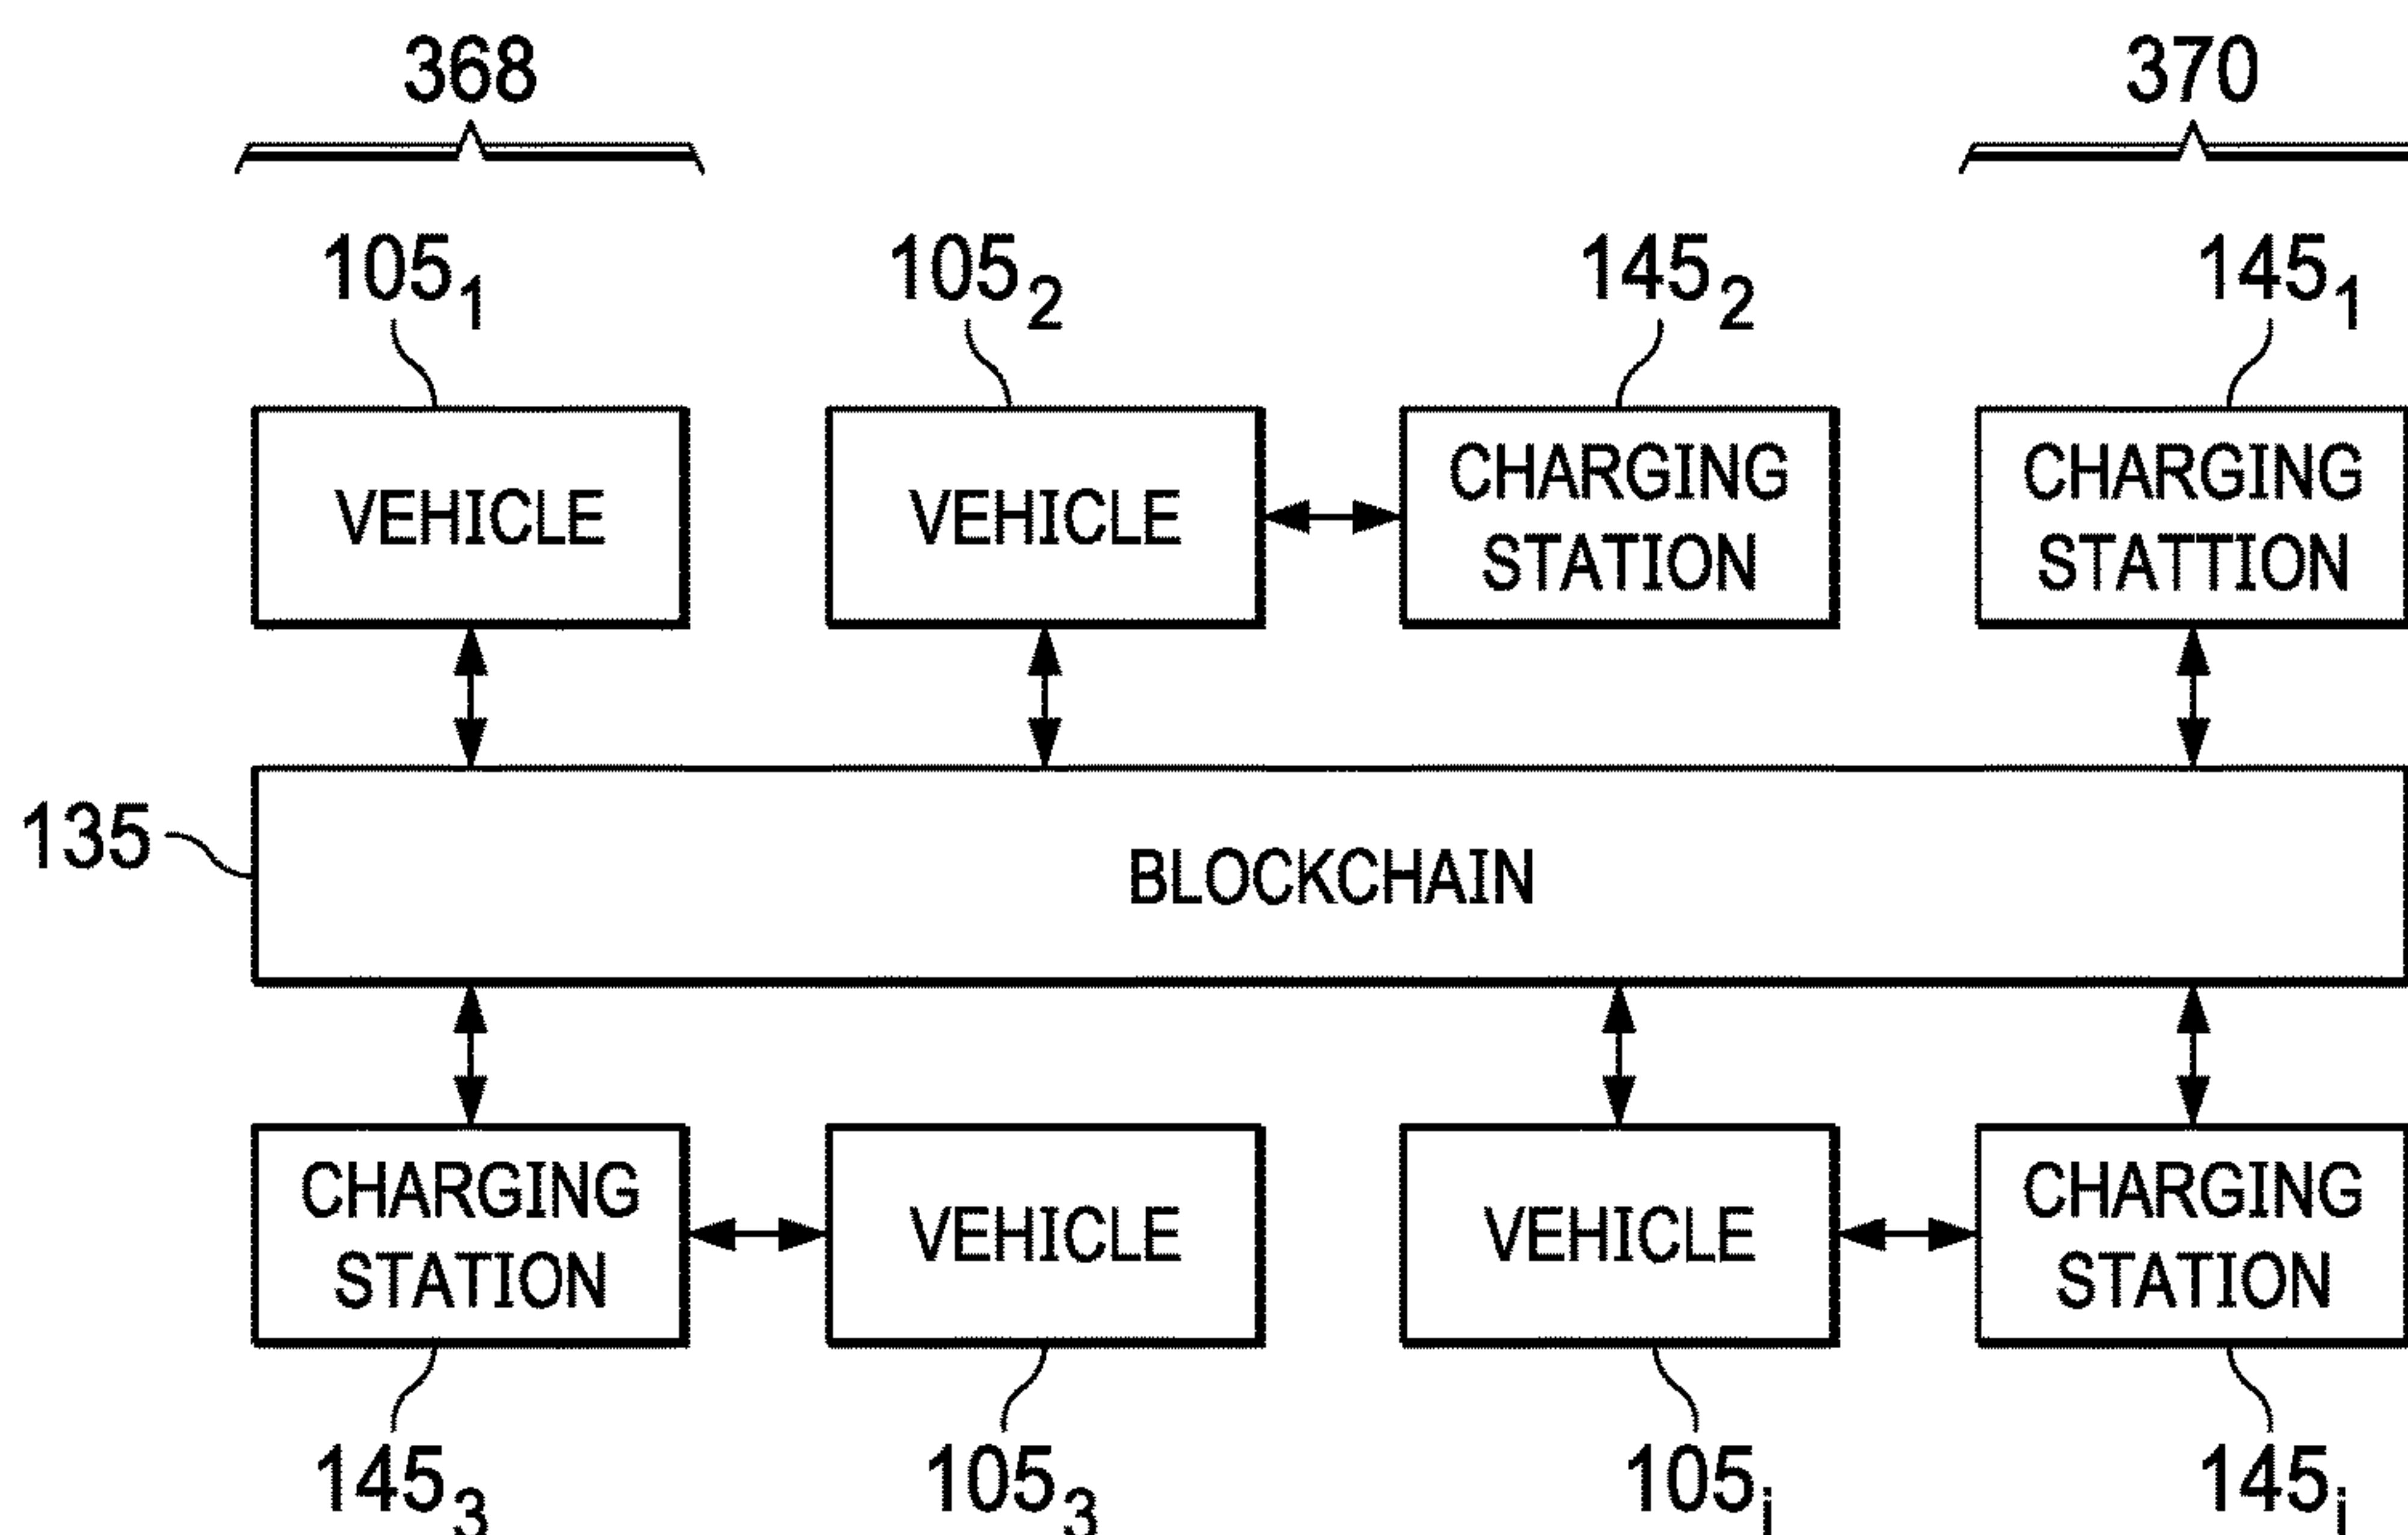 368 370
105₁ 105₂ 145₂ 145₁
VEHICLE VEHICLE CHARGING STATION CHARGING STATTION
135 BLOCKCHAIN
CHARGING STATION VEHICLE VEHICLE CHARGING STATION
145₃ 105₃ 105ᵢ 145ᵢ